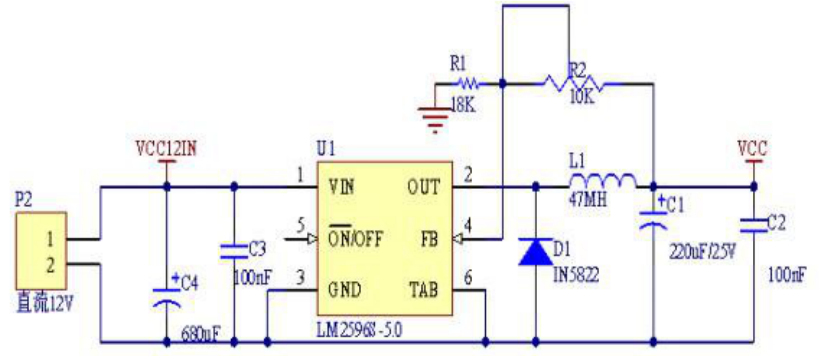 R1
18K
R2
10K
VCC12IN
U1
VCC
P2
1
2
直流12V
C4
680uF
C3
100nF
1
VIN
5
ON/OFF
3
GND
OUT
2
FB
4
TAB
6
LM2596S-5.0
L1
47MH
D1
IN5822
C1
220uF/25V
C2
100nF